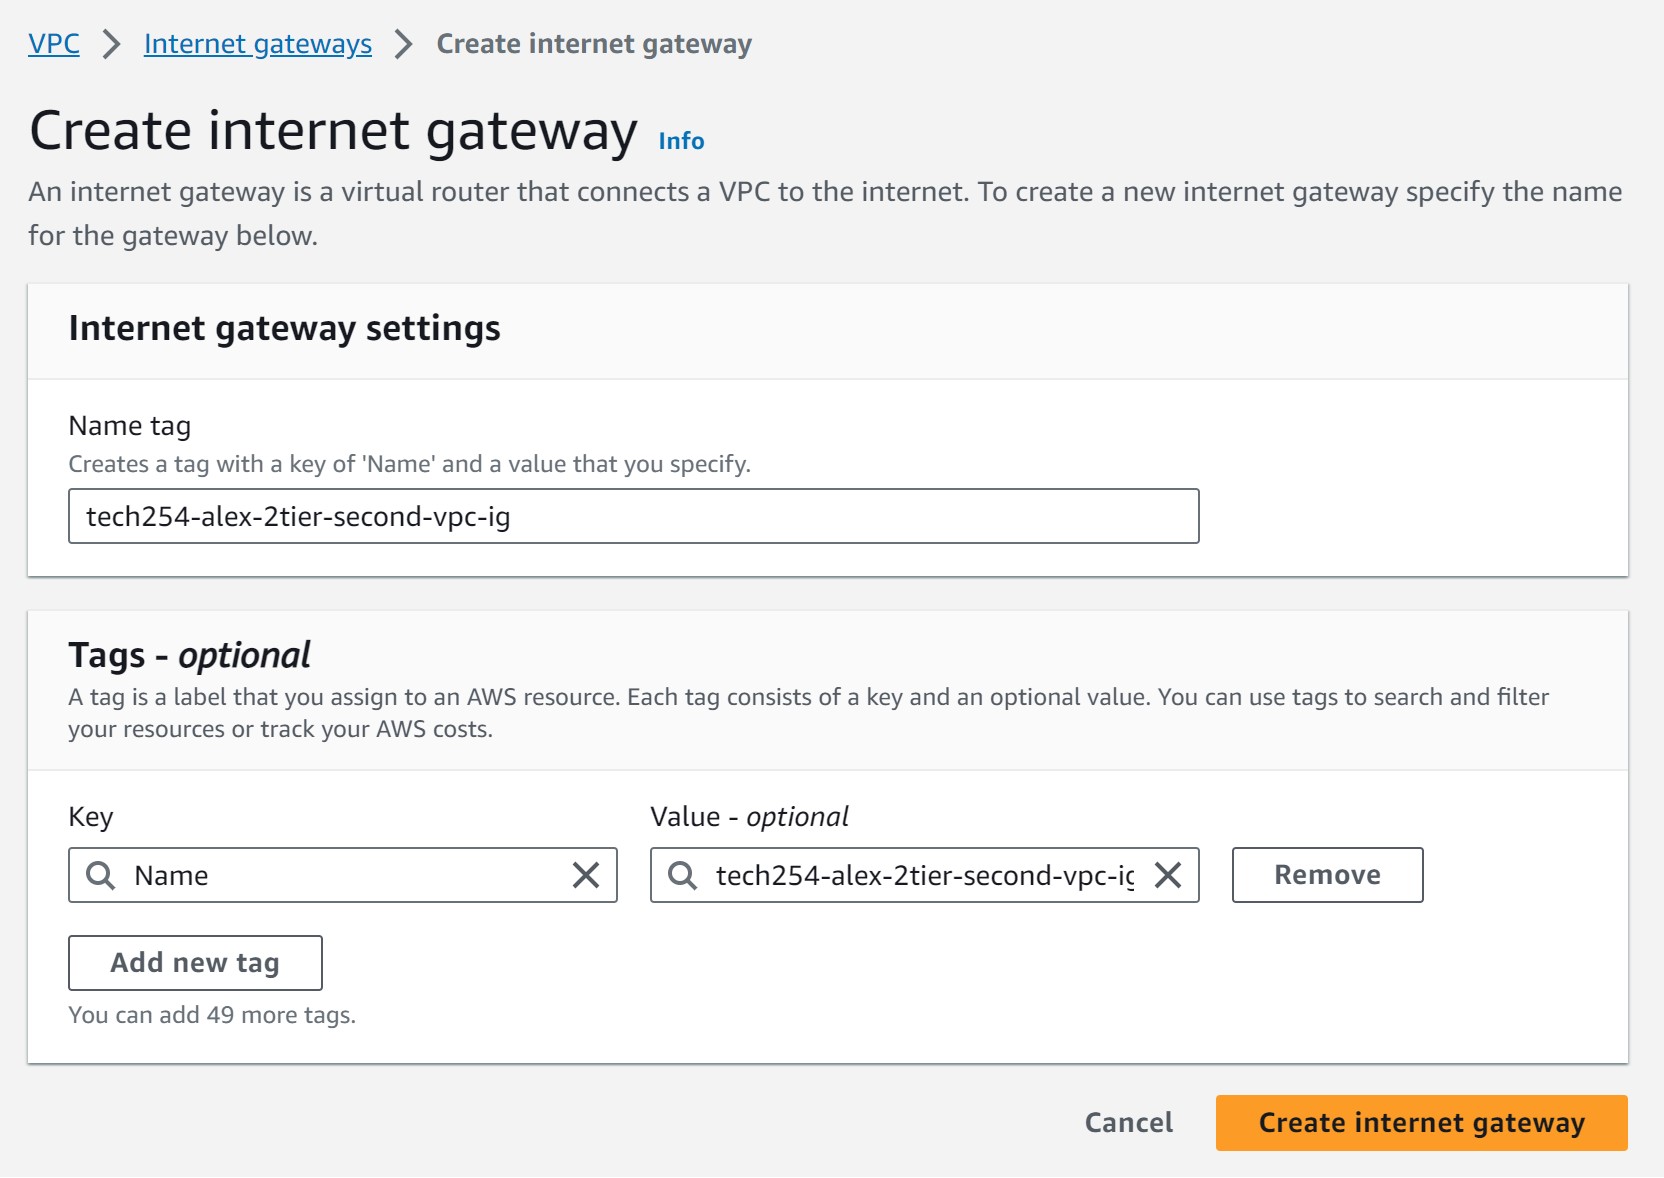 VPC > Internet gateways > Create internet gateway
Create internet gateway Info
An internet gateway is a virtual router that connects a VPC to the internet. To create a new internet gateway specify the name
for the gateway below.
Internet gateway settings
Name tag
Creates a tag with a key of 'Name' and a value that you specify.
tech254-alex-2tier-second-vpc-ig
Tags - optional
A tag is a label that you assign to an AWS resource. Each tag consists of a key and an optional value. You can use tags to search and filter
your resources or track your AWS costs.
Key Value - optional
Name tech254-alex-2tier-second-vpc-ig Remove
Add new tag
You can add 49 more tags.
Cancel Create internet gateway